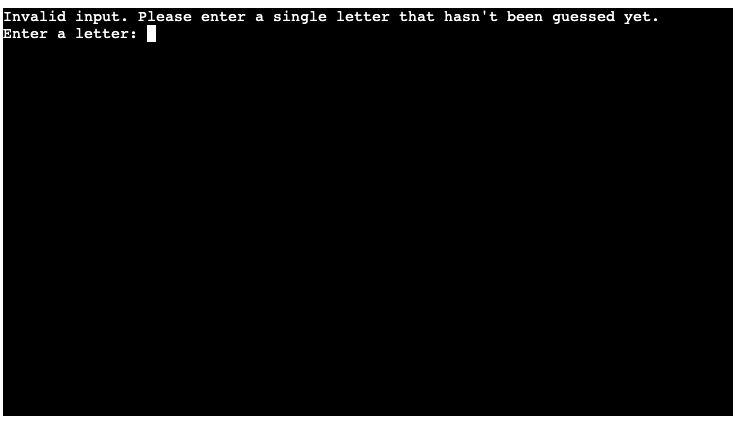 Invalid input. Please enter a single letter that hasn't been guessed yet.
Enter a letter: